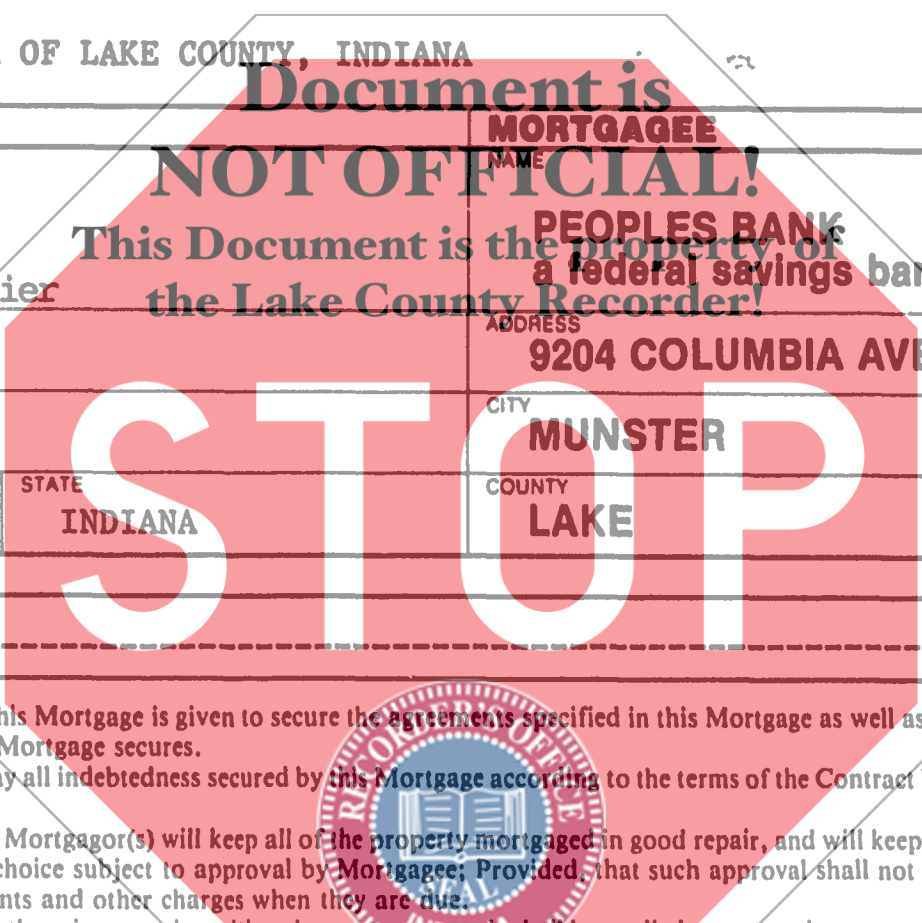 OF LAKE COUNTY, INDIANA
Document is
NOT OFFICIAL!
This Document is the property of
the Lake County Recorder!
MORTGAGEE
NAME
PEOPLES BANK
a federal savings ban
ier
ADDRESS
9204 COLUMBIA AVE
CITY
MUNSTER
STATE
INDIANA
COUNTY
LAKE
STOP
his Mortgage is given to secure the agreements specified in this Mortgage as well as
Mortgage secures.
y all indebtedness secured by this Mortgage according to the terms of the Contract
Mortgagor(s) will keep all of the property mortgaged in good repair, and will keep
choice subject to approval by Mortgagee; Provided, that such approval shall not
nts and other charges when they are due.
RECORDER'S OFFICE
SEAL